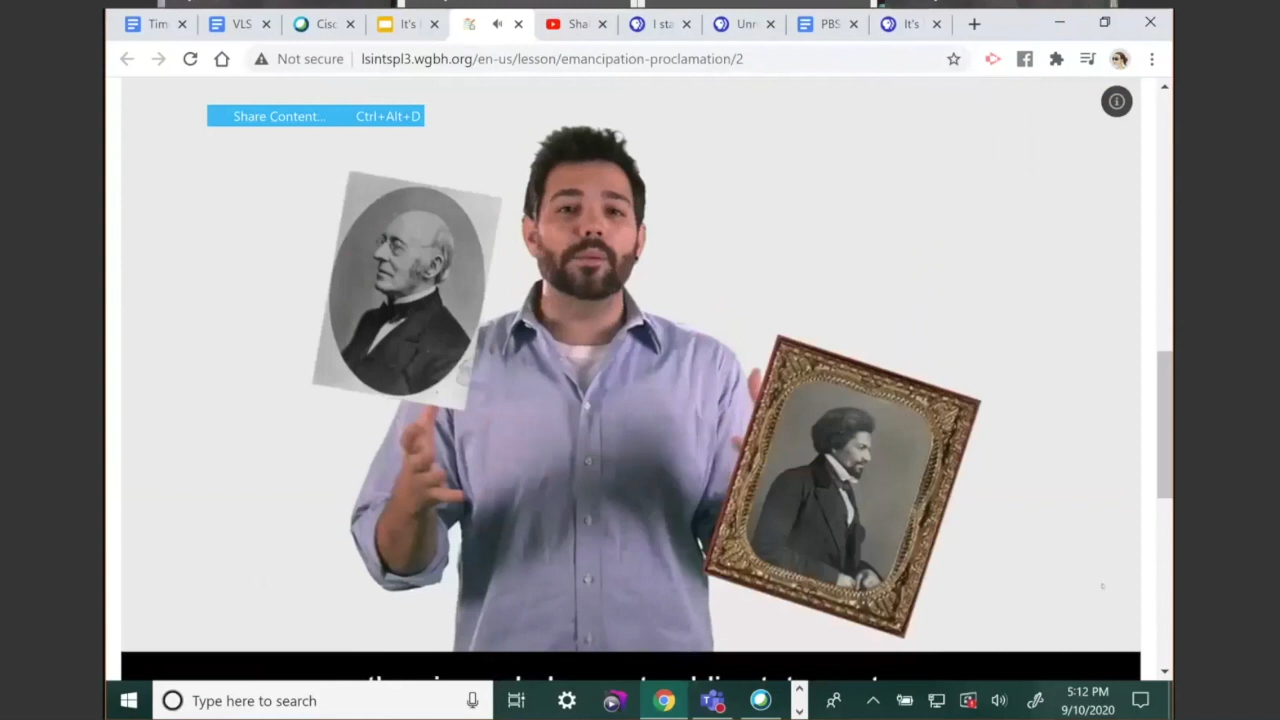 Tim
VLS
Cisc
It's
Sha
I sta
Unr
PBS
It's
Not secure
lsintspl3.wgbh.org/en-us/lesson/emancipation-proclamation/2
Share Content...
Ctrl+Alt+D
Type here to search
5:12 PM
9/10/2020